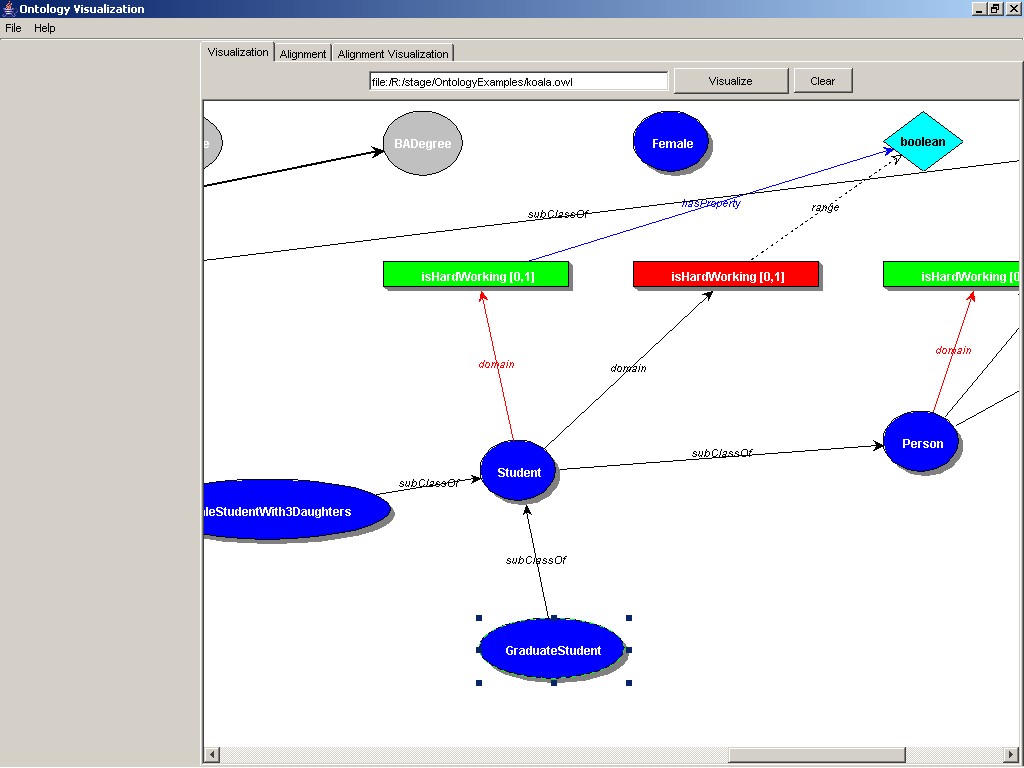 Ontology Visualization
File Help
Visualization Alignment Alignment Visualization
file:/R:/stage/OntologyExamples/koala.owl Visualize Clear
e BADegree Female boolean
hasProperty
range
subClassOf
isHardWorking [0,1] isHardWorking [0,1] isHardWorking [0
domain
domain
domain
Person
subClassOf
Student
subClassOf
leStudentWith3Daughters
subClassOf
GraduateStudent